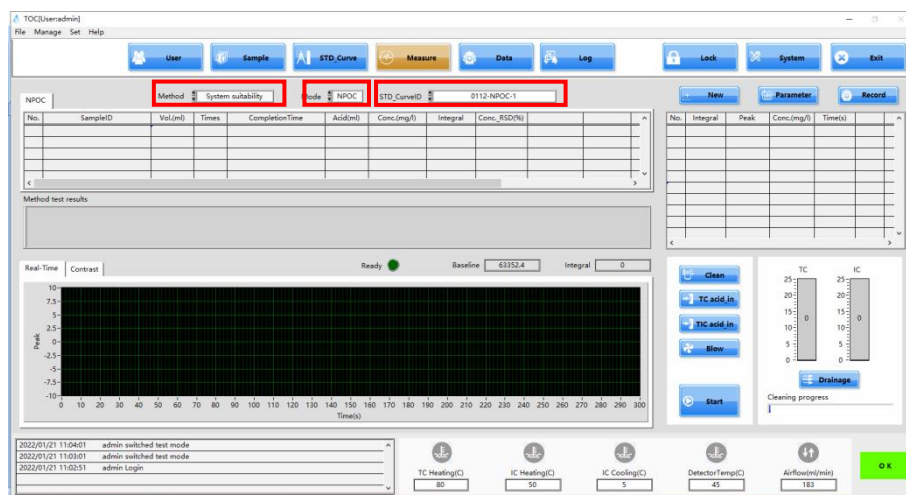 TOC[User:admin]
File Manage Set Help
User Sample STD_Curve Measure Data Log Lock System Exit
NPOC Method System suitability Mode NPOC STD_CurveID 0112-NPOC-1 New Parameter Record
No. SampleID Vol.(ml) Times CompletionTime Acid(ml) Conc.(mg/l) Integral Conc._RSD(%)
No. Integral Peak Conc.(mg/l) Time(s)
Method test results
Real-Time Contrast Ready Baseline 63352.4 Integral 0
Peak
10
7.5
5
2.5
0
-2.5
-5
-7.5
-10
0 10 20 30 40 50 60 70 80 90 100 110 120 130 140 150 160 170 180 190 200 210 220 230 240 250 260 270 280 290 300
Time(s)
Clean
TC acid_in
TIC acid_in
Blow
Start
TC IC
25 25
20 20
15 15
0 0
10 10
5 5
0 0
Drainage
Cleaning progress
2022/01/21 11:04:01 admin switched test mode
2022/01/21 11:03:01 admin switched test mode
2022/01/21 11:02:51 admin Login
TC Heating(C) IC Heating(C) IC Cooling(C) DetectorTemp(C) Airflow(ml/min)
80 50 5 45 183
OK